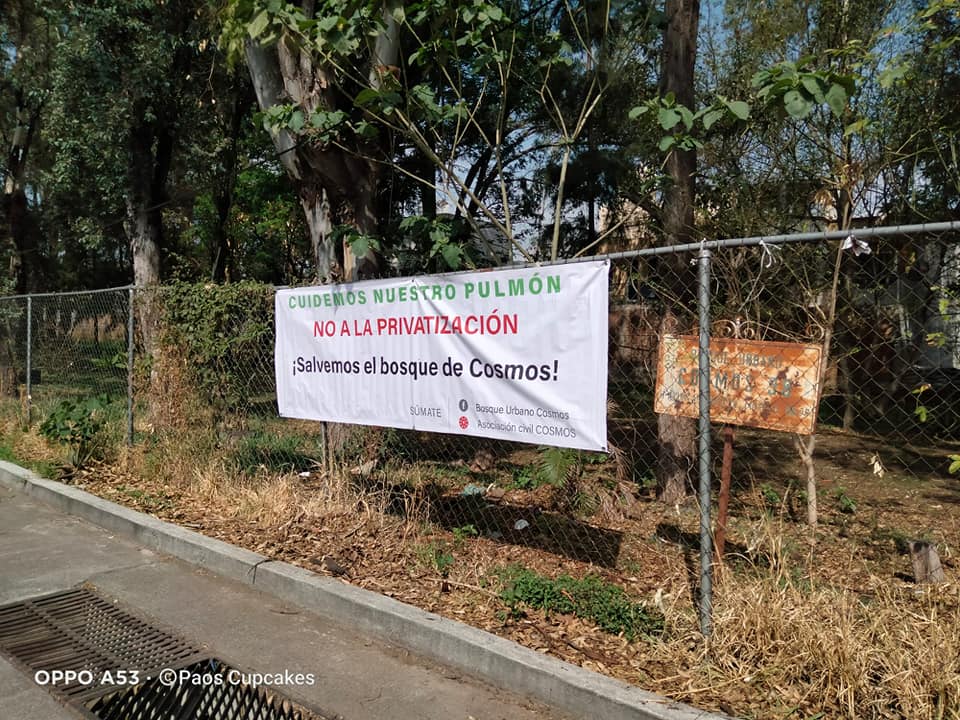 CUIDEMOS NUESTRO PULMÓN
NO A LA PRIVATIZACIÓN
¡Salvemos el bosque de Cosmos!
SÚMATE
Bosque Urbano Cosmos
Asociación civil COSMOS
COSMOS
OPPO A53 · ©Paos Cupcakes